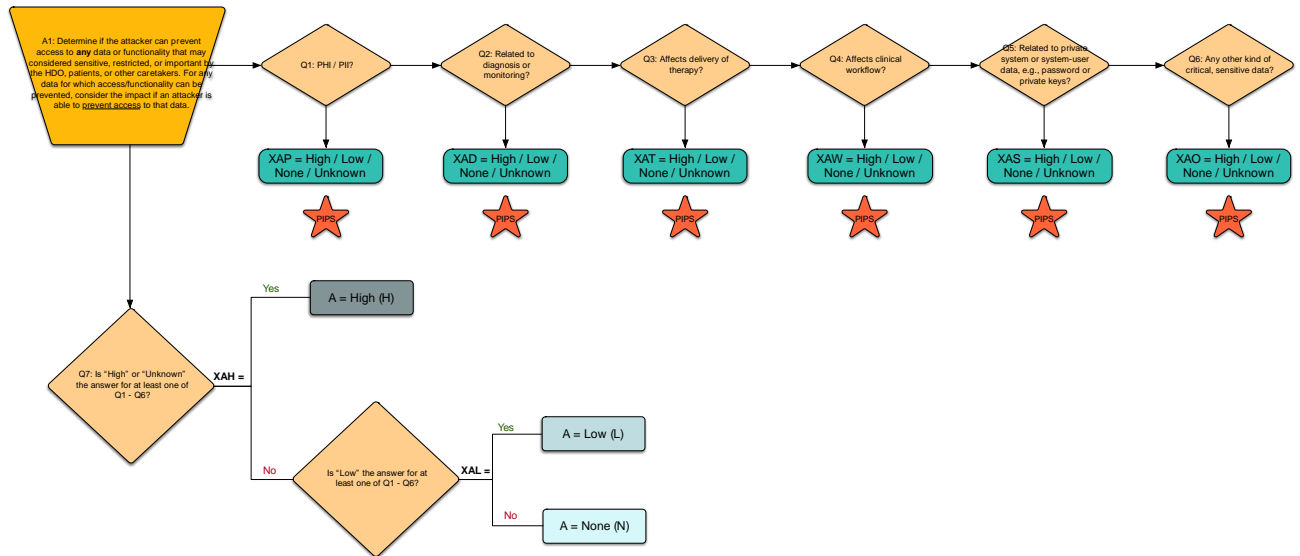 A1: Determine if the attacker can prevent
access to any data or functionality that may
considered sensitive, restricted, or important by
the HDO, patients, or other caretakers. For any
data for which access/functionality can be
prevented, consider the impact if an attacker is
able to prevent access to that data.
Q1: PHI / PII?
Q2: Related to
diagnosis or
monitoring?
Q3: Affects delivery of
therapy?
Q4: Affects clinical
workflow?
Q5: Related to private
system or system-user
data, e.g., password or
private keys?
Q6: Any other kind of
critical, sensitive data?
XAP = High / Low /
None / Unknown
XAD = High / Low /
None / Unknown
XAT = High / Low /
None / Unknown
XAW = High / Low /
None / Unknown
XAS = High / Low /
None / Unknown
XAO = High / Low /
None / Unknown
PIPS
PIPS
PIPS
PIPS
PIPS
PIPS
Yes
A = High (H)
Q7: Is “High” or “Unknown”
the answer for at least one of
Q1 - Q6?
XAH =
No
Is “Low” the answer for at
least one of Q1 - Q6?
XAL =
Yes
A = Low (L)
No
A = None (N)